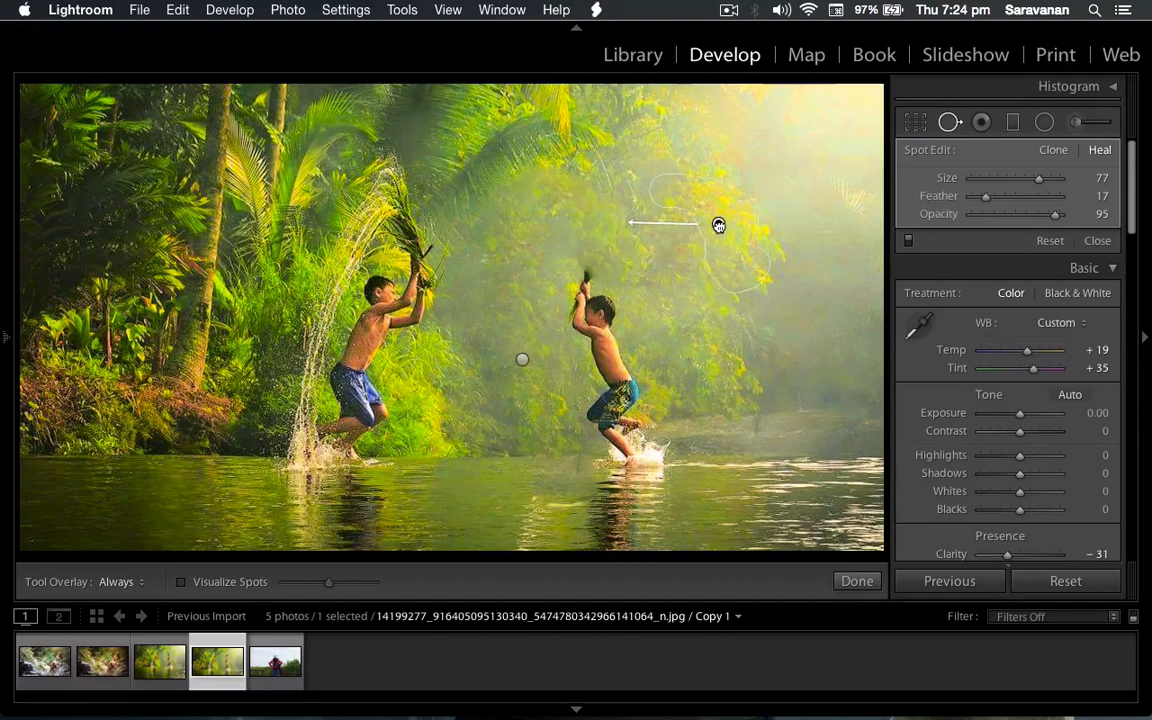 Lightroom File Edit Develop Photo Settings Tools View Window Help 97% Thu 7:24 pm Saravanan
Library | Develop | Map | Book | Slideshow | Print | Web
Histogram
Spot Edit : Clone Heal
Size 77
Feather 17
Opacity 95
Reset Close
Basic
Treatment : Color Black & White
WB : Custom
Temp + 19
Tint + 35
Tone Auto
Exposure 0.00
Contrast 0
Highlights 0
Shadows 0
Whites 0
Blacks 0
Presence
Clarity − 31
Tool Overlay : Always Visualize Spots Done Previous Reset
1 2 Previous Import 5 photos / 1 selected / 14199277_916405095130340_5474780342966141064_n.jpg / Copy 1 Filter : Filters Off